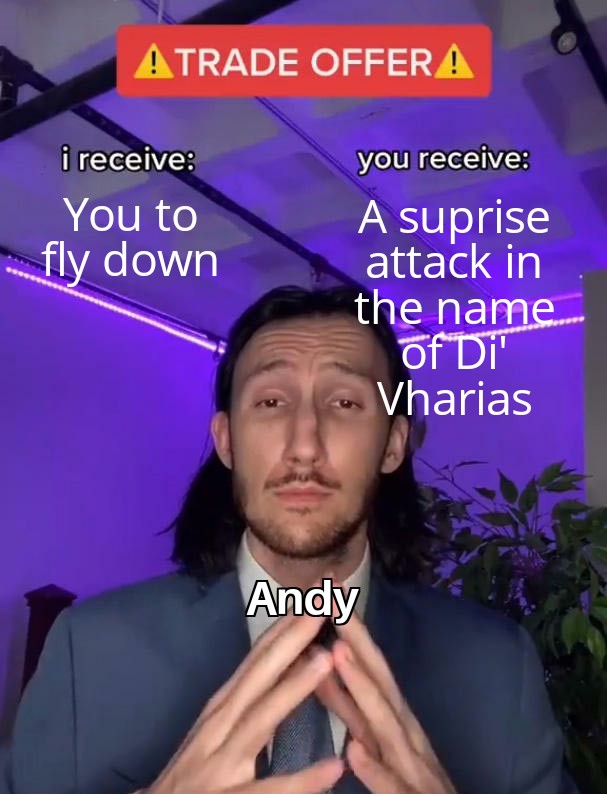 ⚠️TRADE OFFER⚠️
i receive:
you receive:
You to
fly down
A suprise
attack in
the name
of Di'
Vharias
Andy